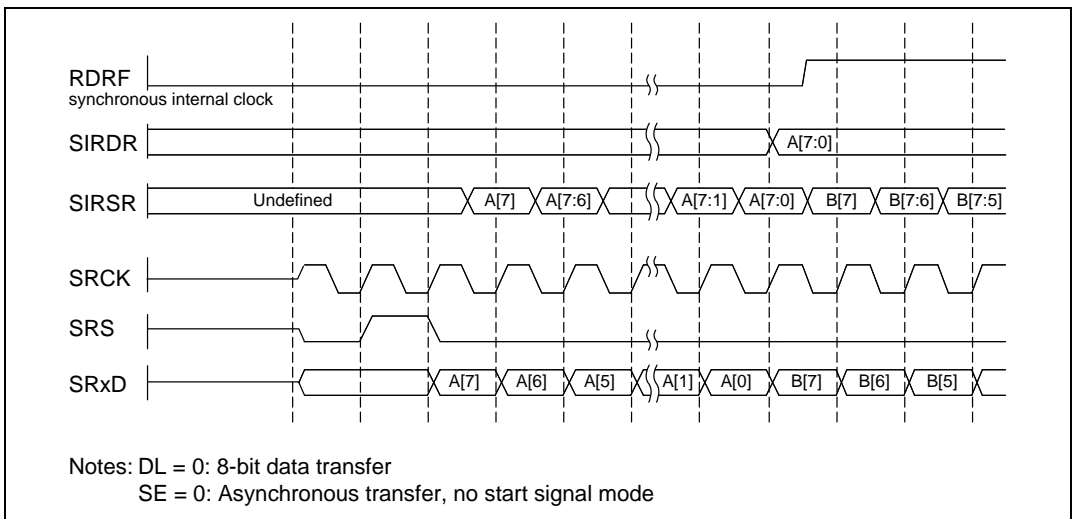 RDRF
synchronous internal clock
SIRDR A[7:0]
SIRSR Undefined A[7] A[7:6] A[7:1] A[7:0] B[7] B[7:6] B[7:5]
SRCK
SRS
SRxD A[7] A[6] A[5] A[1] A[0] B[7] B[6] B[5]
Notes: DL = 0: 8-bit data transfer
SE = 0: Asynchronous transfer, no start signal mode